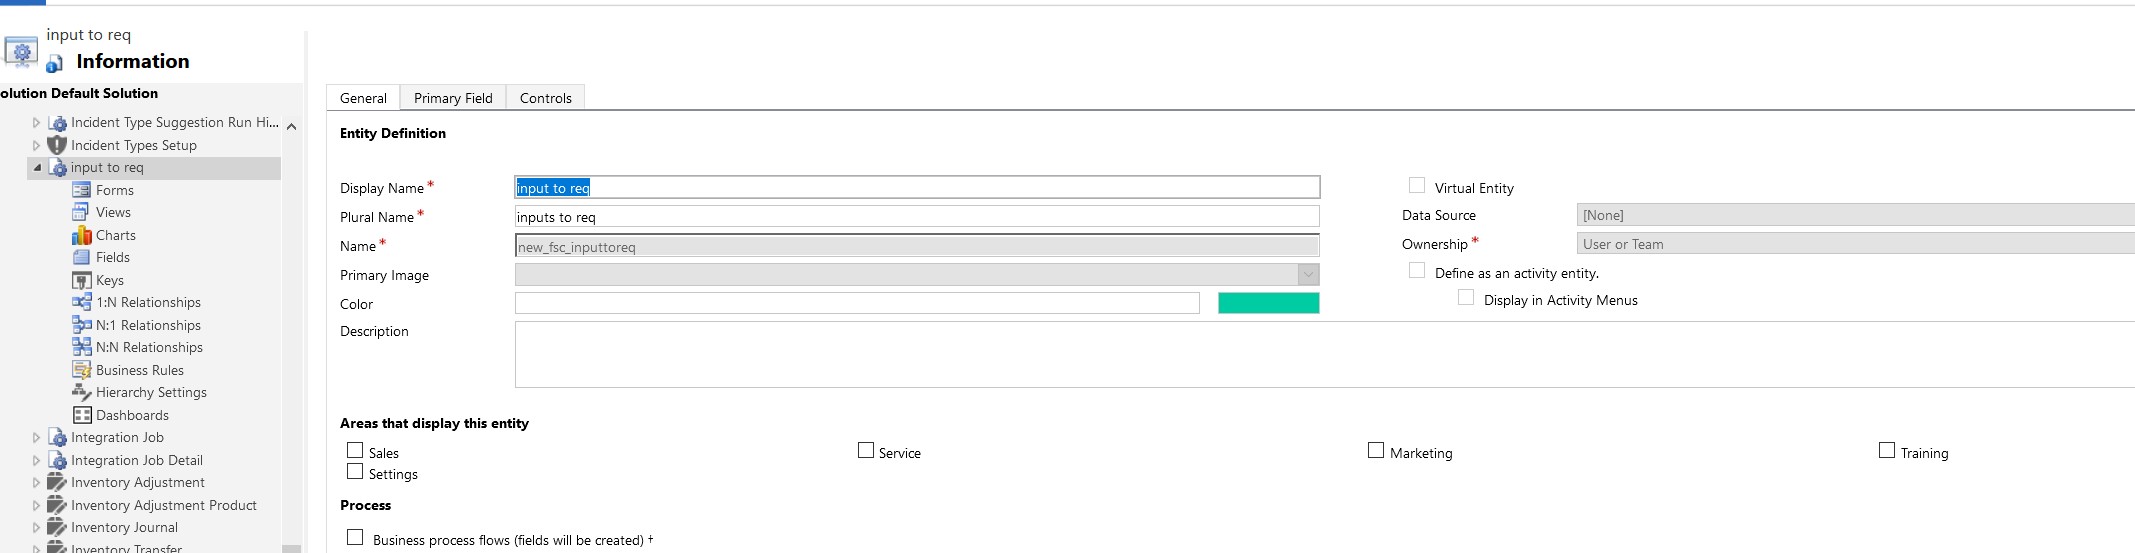 input to req
Information
olution Default Solution
Incident Type Suggestion Run Hi...
Incident Types Setup
input to req
Forms
Views
Charts
Fields
Keys
1:N Relationships
N:1 Relationships
N:N Relationships
Business Rules
Hierarchy Settings
Dashboards
Integration Job
Integration Job Detail
Inventory Adjustment
Inventory Adjustment Product
Inventory Journal
Inventory Transfer
General Primary Field Controls
Entity Definition
Display Name * input to req
Plural Name * inputs to req
Name * new_fsc_inputtoreq
Primary Image
Color
Description
Virtual Entity
Data Source [None]
Ownership * User or Team
Define as an activity entity.
Display in Activity Menus
Areas that display this entity
Sales Service Marketing Training
Settings
Process
Business process flows (fields will be created) †